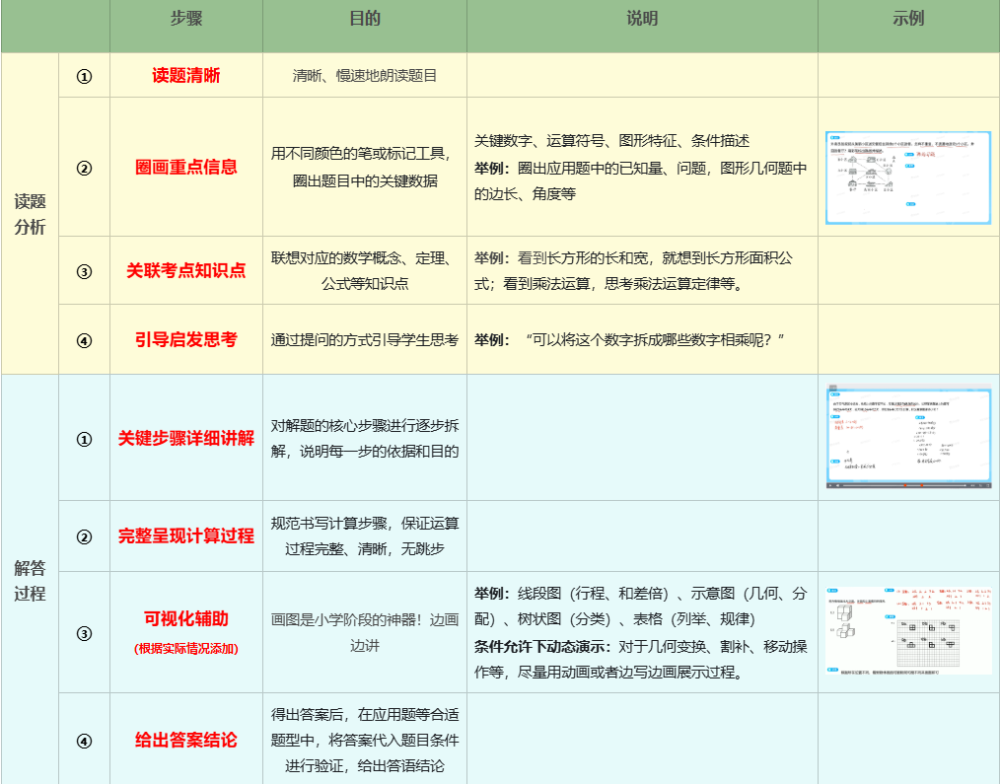 步骤
目的
说明
示例
读题
分析
①
读题清晰
清晰、慢速地朗读题目
②
圈画重点信息
用不同颜色的笔或标记工具，
圈出题目中的关键数据
关键数字、运算符号、图形特征、条件描述
举例：圈出应用题中的已知量、问题，图形几何题中
的边长、角度等
③
关联考点知识点
联想对应的数学概念、定理、
公式等知识点
举例：看到长方形的长和宽，就想到长方形面积公
式；看到乘法运算，思考乘法运算定律等。
④
引导启发思考
通过提问的方式引导学生思考
举例：“可以将这个数字拆成哪些数字相乘呢？”
解答
过程
①
关键步骤详细讲解
对解题的核心步骤进行逐步拆
解，说明每一步的依据和目的
②
完整呈现计算过程
规范书写计算步骤，保证运算
过程完整、清晰，无跳步
③
可视化辅助
(根据实际情况添加)
画图是小学阶段的神器！边画
边讲
举例：线段图（行程、和差倍）、示意图（几何、分
配）、树状图（分类）、表格（列举、规律）
条件允许下动态演示：对于几何变换、割补、移动操
作等，尽量用动画或者边写边画展示过程。
④
给出答案结论
得出答案后，在应用题等合适
题型中，将答案代入题目条件
进行验证，给出答语结论